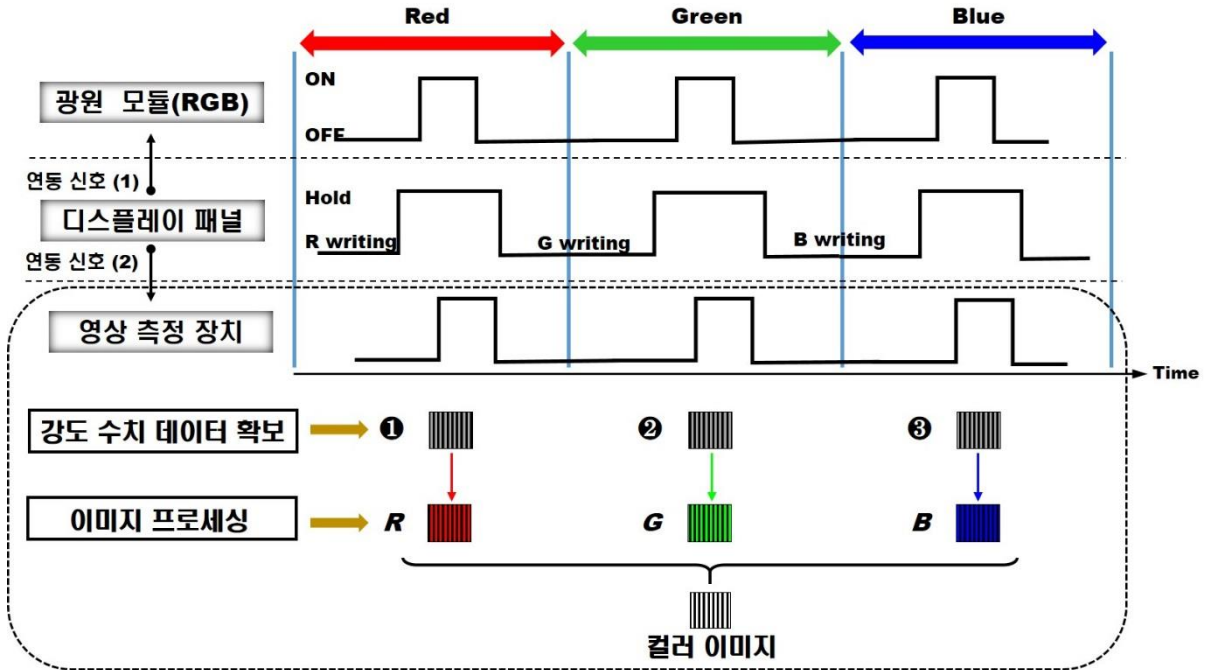 Red Green Blue
광원 모듈(RGB)
ON
OFF
연동 신호 (1)
디스플레이 패널
Hold
R writing G writing B writing
연동 신호 (2)
영상 측정 장치
Time
강도 수치 데이터 확보 ❶ ❷ ❸
이미지 프로세싱 R G B
컬러 이미지